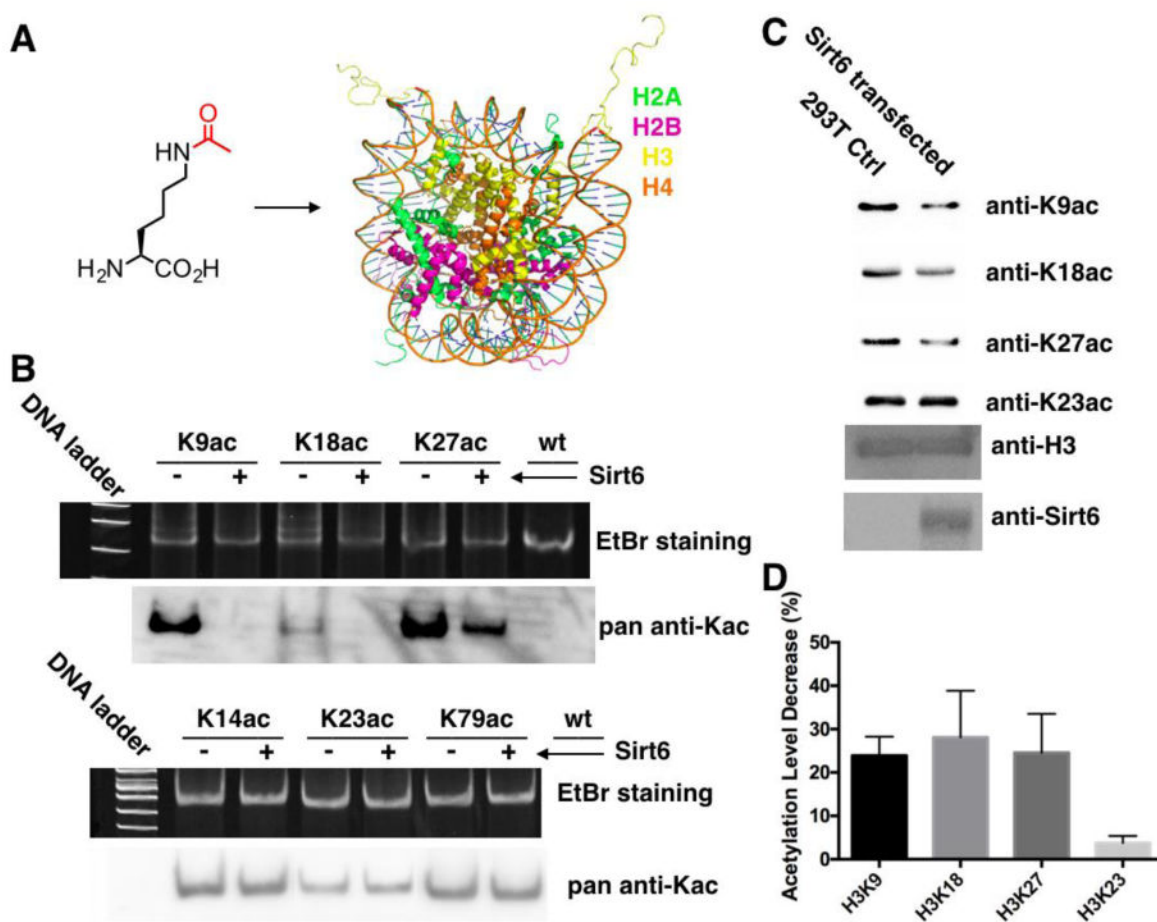 A
O
HN
H₂N
CO₂H
H2A
H2B
H3
H4
B
DNA ladder
K9ac K18ac K27ac wt
- + - + - + Sirt6
EtBr staining
pan anti-Kac
DNA ladder
K14ac K23ac K79ac wt
- + - + - + Sirt6
EtBr staining
pan anti-Kac
C
293T Ctrl
Sirt6 transfected
anti-K9ac
anti-K18ac
anti-K27ac
anti-K23ac
anti-H3
anti-Sirt6
D
Acetylation Level Decrease (%)
50
40
30
20
10
0
H3K9 H3K18 H3K27 H3K23